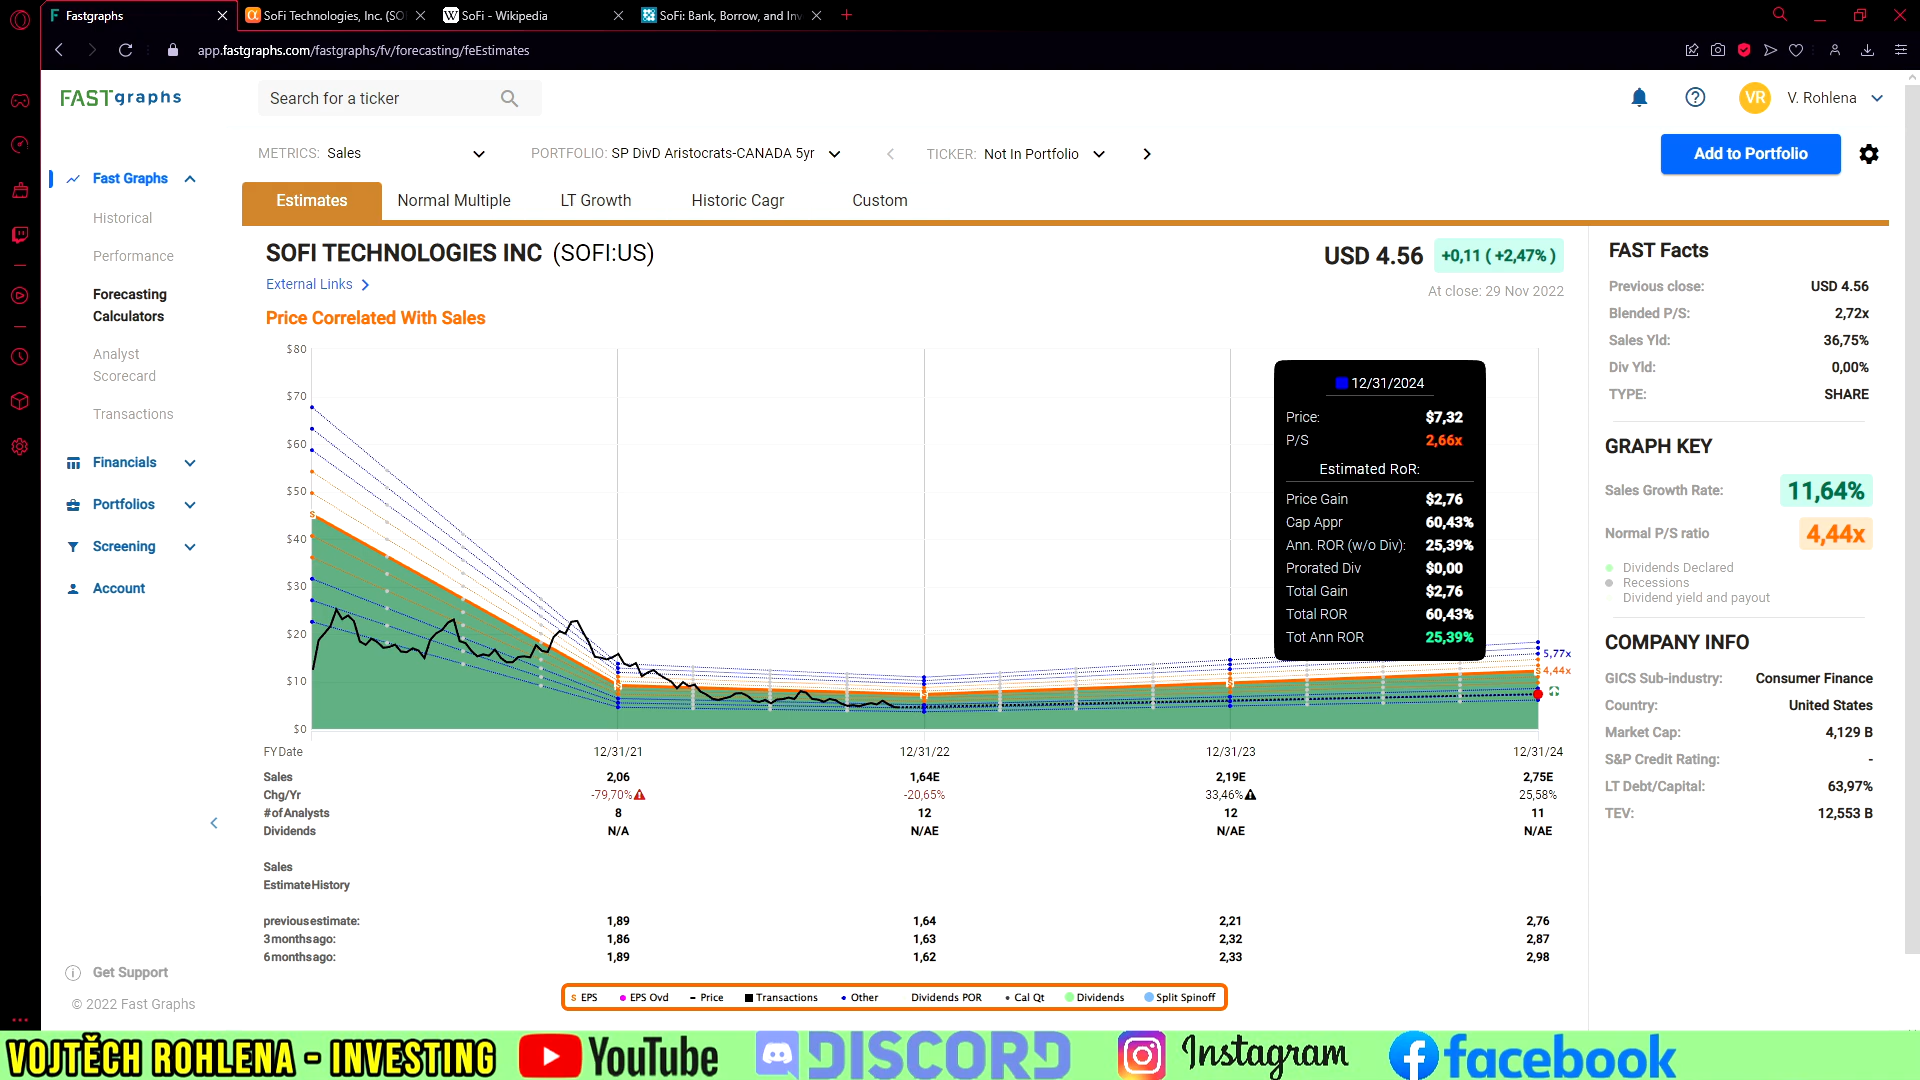 Fastgraphs
SoFi Technologies, Inc. (SO
SoFi - Wikipedia
SoFi: Bank, Borrow, and Inv
app.fastgraphs.com/fastgraphs/fv/forecasting/feEstimates
FASTgraphs
Search for a ticker
VR V. Rohlena
METRICS: Sales
PORTFOLIO: SP DivD Aristocrats-CANADA 5yr
TICKER: Not In Portfolio
Add to Portfolio
Fast Graphs
Historical
Performance
Forecasting
Calculators
Analyst
Scorecard
Transactions
Financials
Portfolios
Screening
Account
Get Support
© 2022 Fast Graphs
Estimates Normal Multiple LT Growth Historic Cagr Custom
SOFI TECHNOLOGIES INC (SOFI:US)
External Links
USD 4.56 +0,11 ( +2,47% )
At close: 29 Nov 2022
Price Correlated With Sales
$80
$70
$60
$50
$40
$30
$20
$10
$0
S
S
S
S
5,77x
4,44x
12/31/2024
Price: $7,32
P/S 2,66x
Estimated RoR:
Price Gain $2,76
Cap Appr 60,43%
Ann. ROR (w/o Div): 25,39%
Prorated Div $0,00
Total Gain $2,76
Total ROR 60,43%
Tot Ann ROR 25,39%
FY Date 12/31/21 12/31/22 12/31/23 12/31/24
Sales 2,06 1,64E 2,19E 2,75E
Chg/Yr -79,70% -20,65% 33,46% 25,58%
# of Analysts 8 12 12 11
Dividends N/A N/AE N/AE N/AE
Sales
Estimate History
previous estimate: 1,89 1,64 2,21 2,76
3 months ago: 1,86 1,63 2,32 2,87
6 months ago: 1,89 1,62 2,33 2,98
S EPS EPS Ovd Price Transactions Other Dividends POR Cal Qt Dividends Split Spinoff
FAST Facts
Previous close: USD 4.56
Blended P/S: 2,72x
Sales Yld: 36,75%
Div Yld: 0,00%
TYPE: SHARE
GRAPH KEY
Sales Growth Rate: 11,64%
Normal P/S ratio 4,44x
Dividends Declared
Recessions
Dividend yield and payout
COMPANY INFO
GICS Sub-industry: Consumer Finance
Country: United States
Market Cap: 4,129 B
S&P Credit Rating: -
LT Debt/Capital: 63,97%
TEV: 12,553 B
VOJTĚCH ROHLENA - INVESTING YouTube DISCORD Instagram facebook